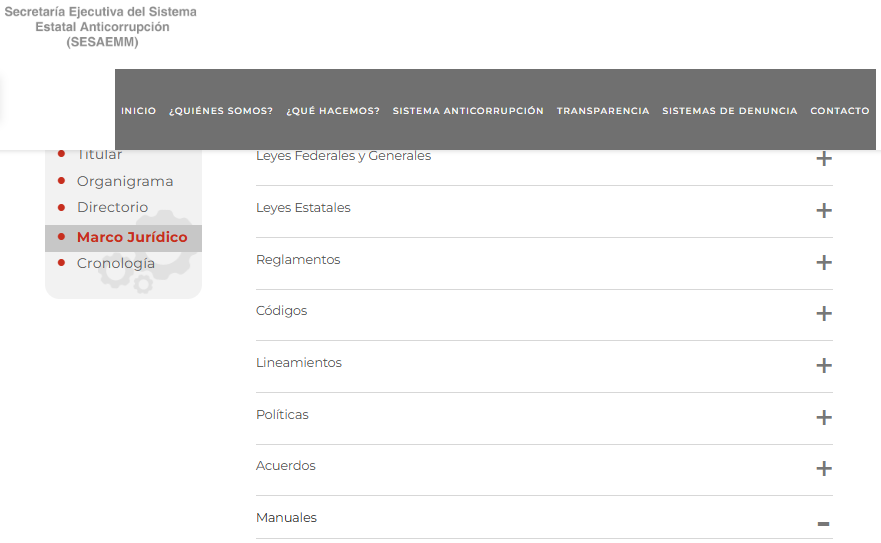 Secretaría Ejecutiva del Sistema
Estatal Anticorrupción
(SESAEMM)
INICIO ¿QUIÉNES SOMOS? ¿QUÉ HACEMOS? SISTEMA ANTICORRUPCIÓN TRANSPARENCIA SISTEMAS DE DENUNCIA CONTACTO
Titular
Organigrama
Directorio
Marco Jurídico
Cronología
Leyes Federales y Generales
Leyes Estatales
Reglamentos
Códigos
Lineamientos
Políticas
Acuerdos
Manuales